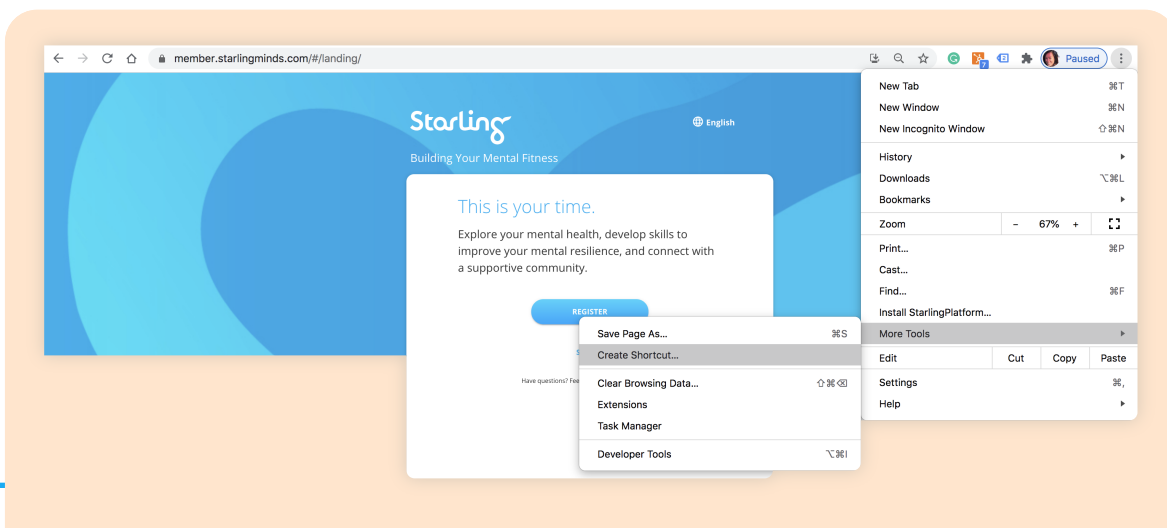 member.starlingminds.com/#/landing/
7
Paused
Starling
English
Building Your Mental Fitness
This is your time.
Explore your mental health, develop skills to
improve your mental resilience, and connect with
a supportive community.
REGISTER
Have questions?
New Tab ⌘T
New Window ⌘N
New Incognito Window ⇧⌘N
History
Downloads ⌥⌘L
Bookmarks
Zoom - 67% +
Print... ⌘P
Cast...
Find... ⌘F
Install StarlingPlatform...
More Tools
Edit Cut Copy Paste
Settings ⌘,
Help
Save Page As... ⌘S
Create Shortcut...
Clear Browsing Data... ⇧⌘⌫
Extensions
Task Manager
Developer Tools ⌥⌘I